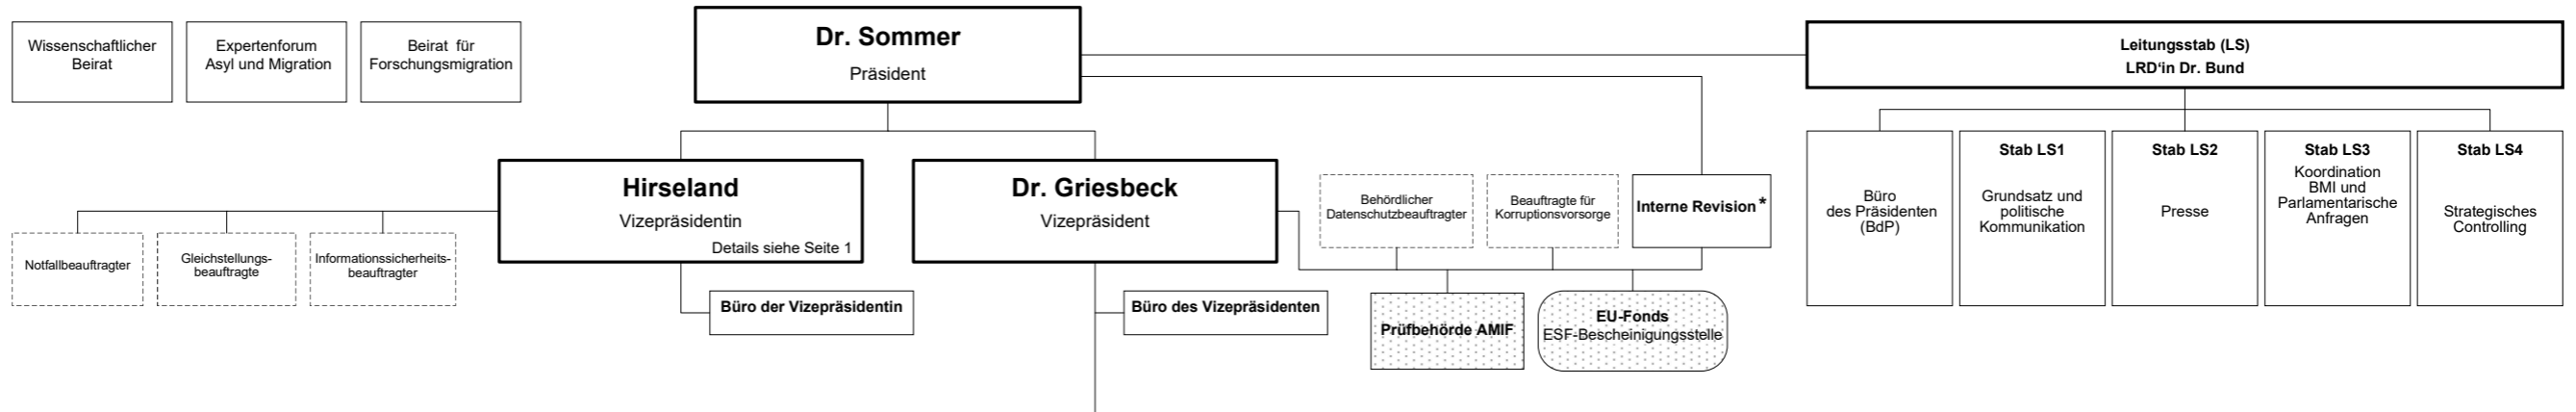 Wissenschaftlicher
Beirat
Expertenforum
Asyl und Migration
Beirat für
Forschungsmigration
Dr. Sommer
Präsident
Leitungsstab (LS)
LRD‘in Dr. Bund
Hirseland
Vizepräsidentin
Details siehe Seite 1
Dr. Griesbeck
Vizepräsident
Behördlicher
Datenschutzbeauftragter
Beauftragte für
Korruptionsvorsorge
Interne Revision *
Büro
des Präsidenten
(BdP)
Stab LS1
Grundsatz und
politische
Kommunikation
Stab LS2
Presse
Stab LS3
Koordination
BMI und
Parlamentarische
Anfragen
Stab LS4
Strategisches
Controlling
Notfallbeauftragter
Gleichstellungs-
beauftragte
Informationssicherheits-
beauftragter
Büro der Vizepräsidentin
Büro des Vizepräsidenten
Prüfbehörde AMIF
EU-Fonds
ESF-Bescheinigungsstelle